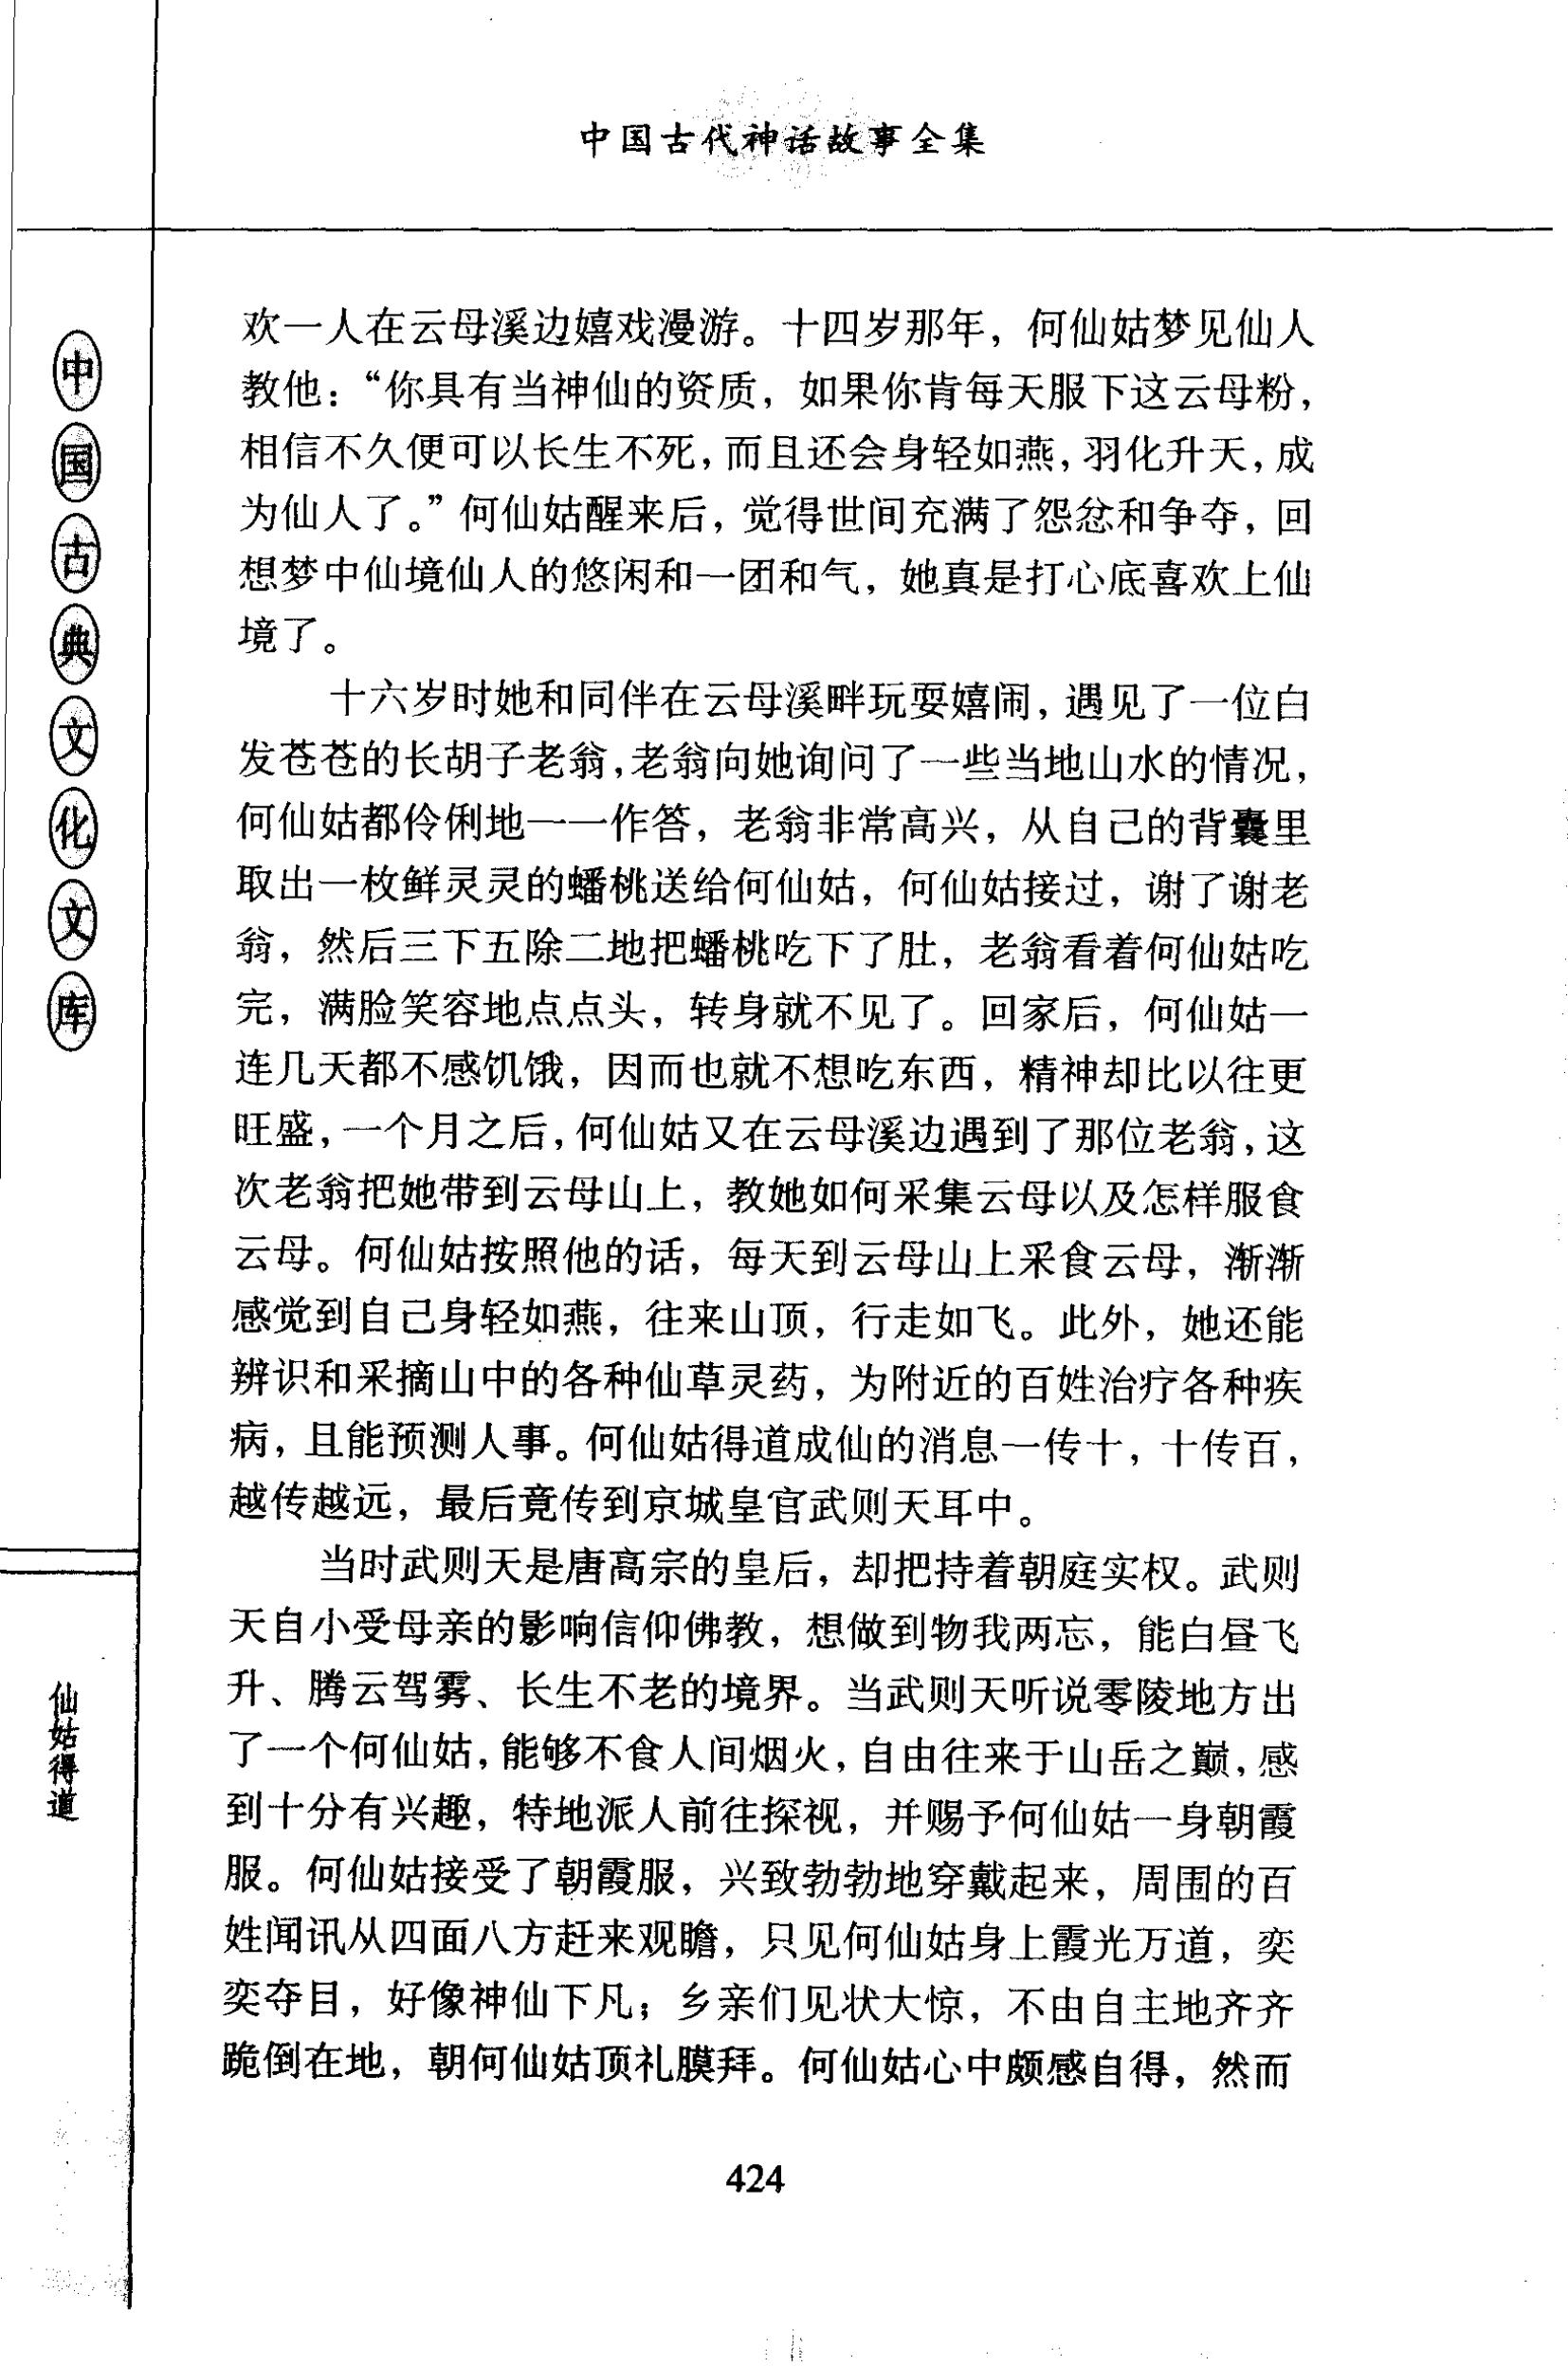 中国古代神话故事全集
中国古典文化文库
仙姑得道
欢一人在云母溪边嬉戏漫游。十四岁那年，何仙姑梦见仙人
教他：“你具有当神仙的资质，如果你肯每天服下这云母粉，
相信不久便可以长生不死，而且还会身轻如燕，羽化升天，成
为仙人了。”何仙姑醒来后，觉得世间充满了怨忿和争夺，回
想梦中仙境仙人的悠闲和一团和气，她真是打心底喜欢上仙
境了。
十六岁时她和同伴在云母溪畔玩耍嬉闹，遇见了一位白
发苍苍的长胡子老翁，老翁向她询问了一些当地山水的情况，
何仙姑都伶俐地一一作答，老翁非常高兴，从自己的背囊里
取出一枚鲜灵灵的蟠桃送给何仙姑，何仙姑接过，谢了谢老
翁，然后三下五除二地把蟠桃吃下了肚，老翁看着何仙姑吃
完，满脸笑容地点点头，转身就不见了。回家后，何仙姑一
连几天都不感饥饿，因而也就不想吃东西，精神却比以往更
旺盛，一个月之后，何仙姑又在云母溪边遇到了那位老翁，这
次老翁把她带到云母山上，教她如何采集云母以及怎样服食
云母。何仙姑按照他的话，每天到云母山上采食云母，渐渐
感觉到自己身轻如燕，往来山顶，行走如飞。此外，她还能
辨识和采摘山中的各种仙草灵药，为附近的百姓治疗各种疾
病，且能预测人事。何仙姑得道成仙的消息一传十，十传百，
越传越远，最后竟传到京城皇官武则天耳中。
当时武则天是唐高宗的皇后，却把持着朝庭实权。武则
天自小受母亲的影响信仰佛教，想做到物我两忘，能白昼飞
升、腾云驾雾、长生不老的境界。当武则天听说零陵地方出
了一个何仙姑，能够不食人间烟火，自由往来于山岳之巅，感
到十分有兴趣，特地派人前往探视，并赐予何仙姑一身朝霞
服。何仙姑接受了朝霞服，兴致勃勃地穿戴起来，周围的百
姓闻讯从四面八方赶来观瞻，只见何仙姑身上霞光万道，奕
奕夺目，好像神仙下凡；乡亲们见状大惊，不由自主地齐齐
跪倒在地，朝何仙姑顶礼膜拜。何仙姑心中颇感自得，然而
424